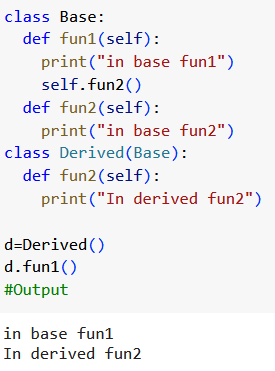 class Base:
  def fun1(self):
    print("in base fun1")
    self.fun2()
  def fun2(self):
    print("in base fun2")
class Derived(Base):
  def fun2(self):
    print("In derived fun2")

d=Derived()
d.fun1()
#Output
in base fun1
In derived fun2